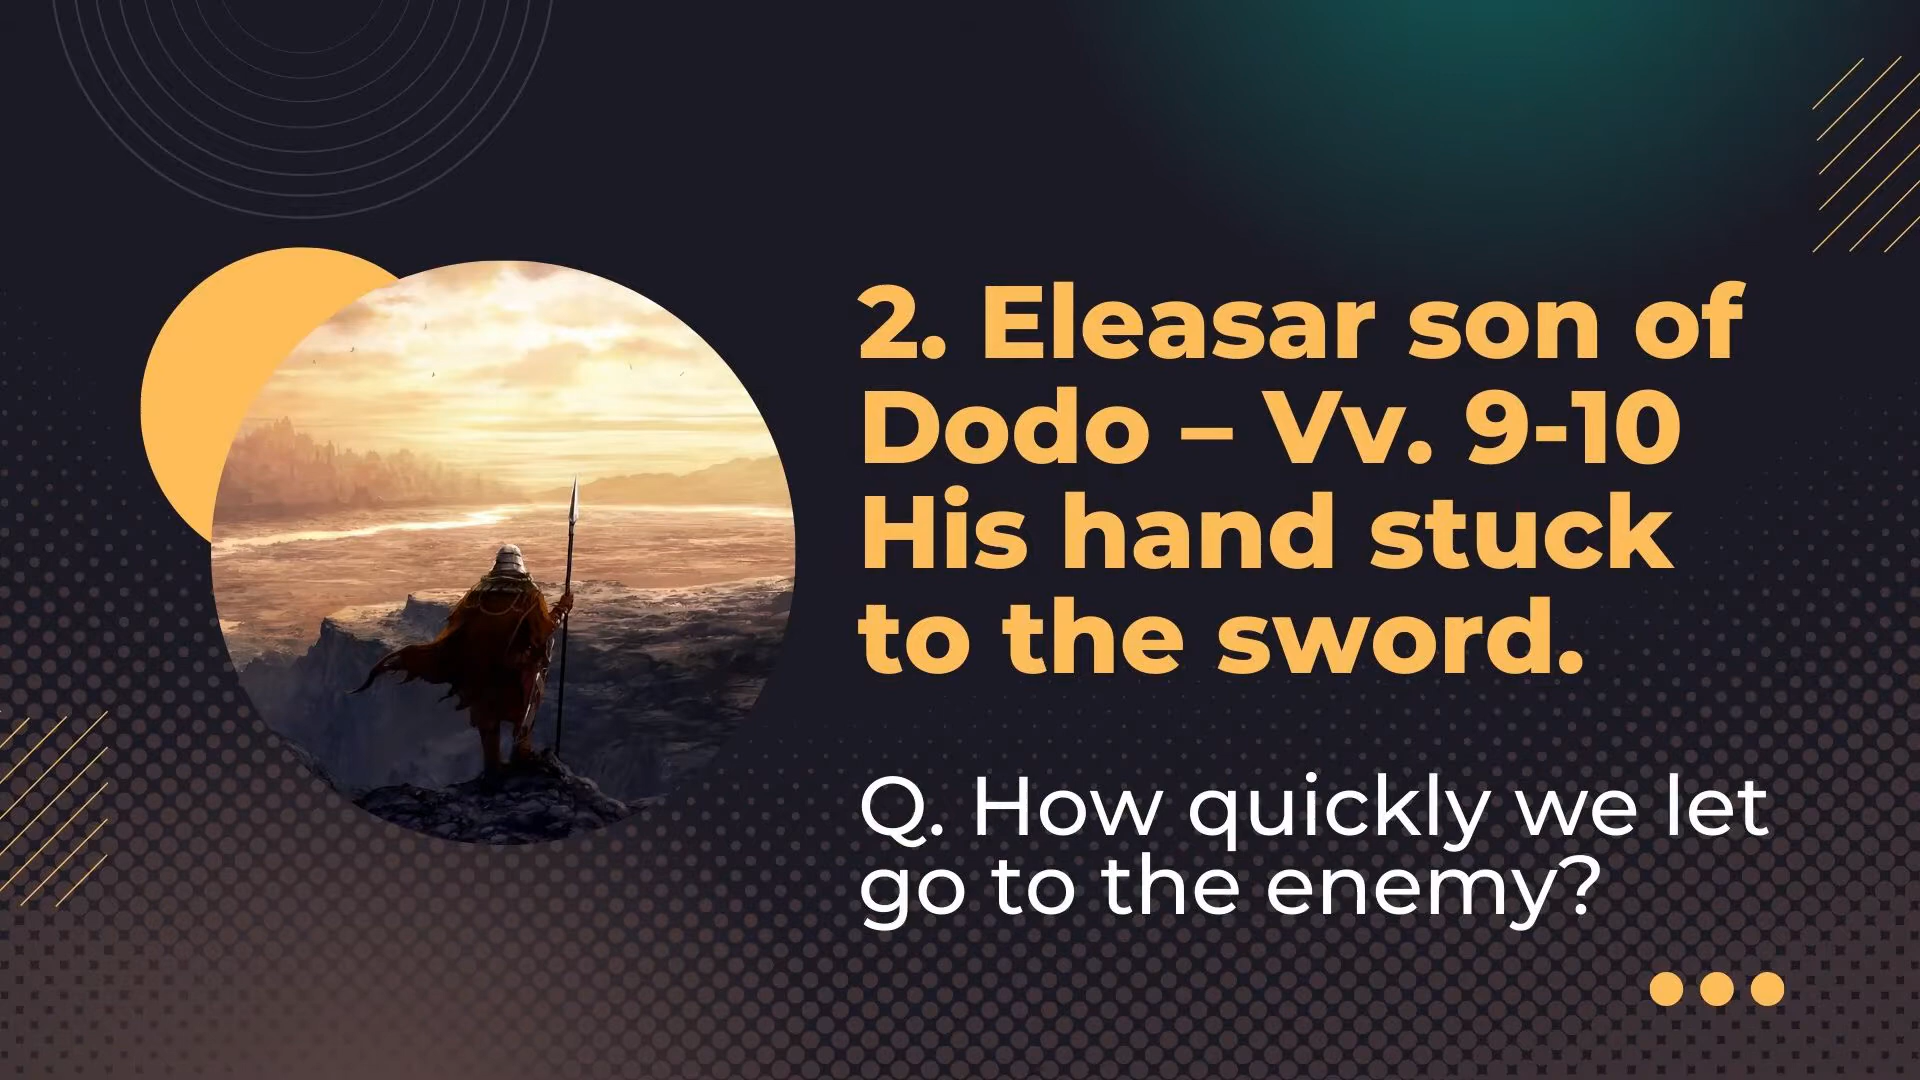 2. Eleasar son of
Dodo – Vv. 9-10
His hand stuck
to the sword.
Q. How quickly we let
go to the enemy?